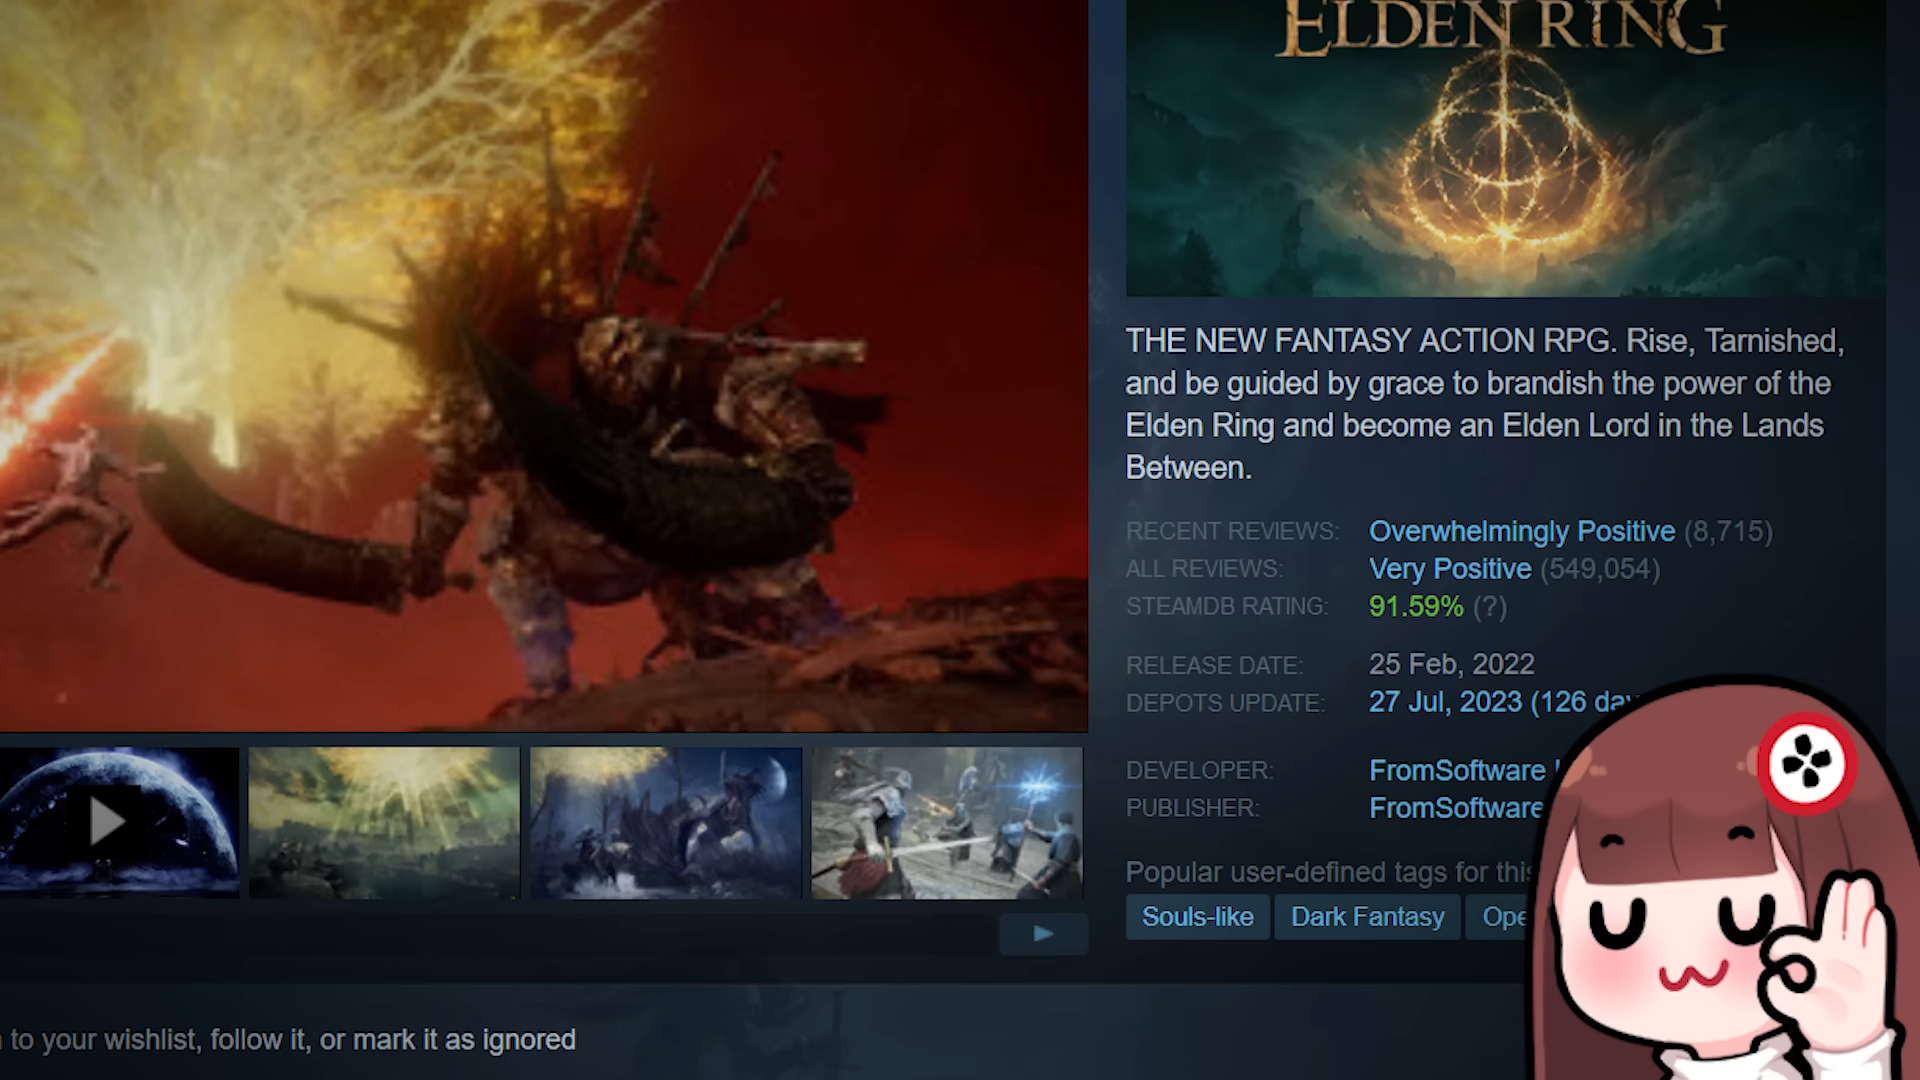 ELDEN RING
THE NEW FANTASY ACTION RPG. Rise, Tarnished,
and be guided by grace to brandish the power of the
Elden Ring and become an Elden Lord in the Lands
Between.
RECENT REVIEWS: Overwhelmingly Positive (8,715)
ALL REVIEWS: Very Positive (549,054)
STEAMDB RATING: 91.59% (?)
RELEASE DATE: 25 Feb, 2022
DEPOTS UPDATE: 27 Jul, 2023 (126
DEVELOPER: FromSoftware
PUBLISHER: FromSoftware
Popular user-defined tags for
Souls-like Dark Fantasy
to your wishlist, follow it, or mark it as ignored